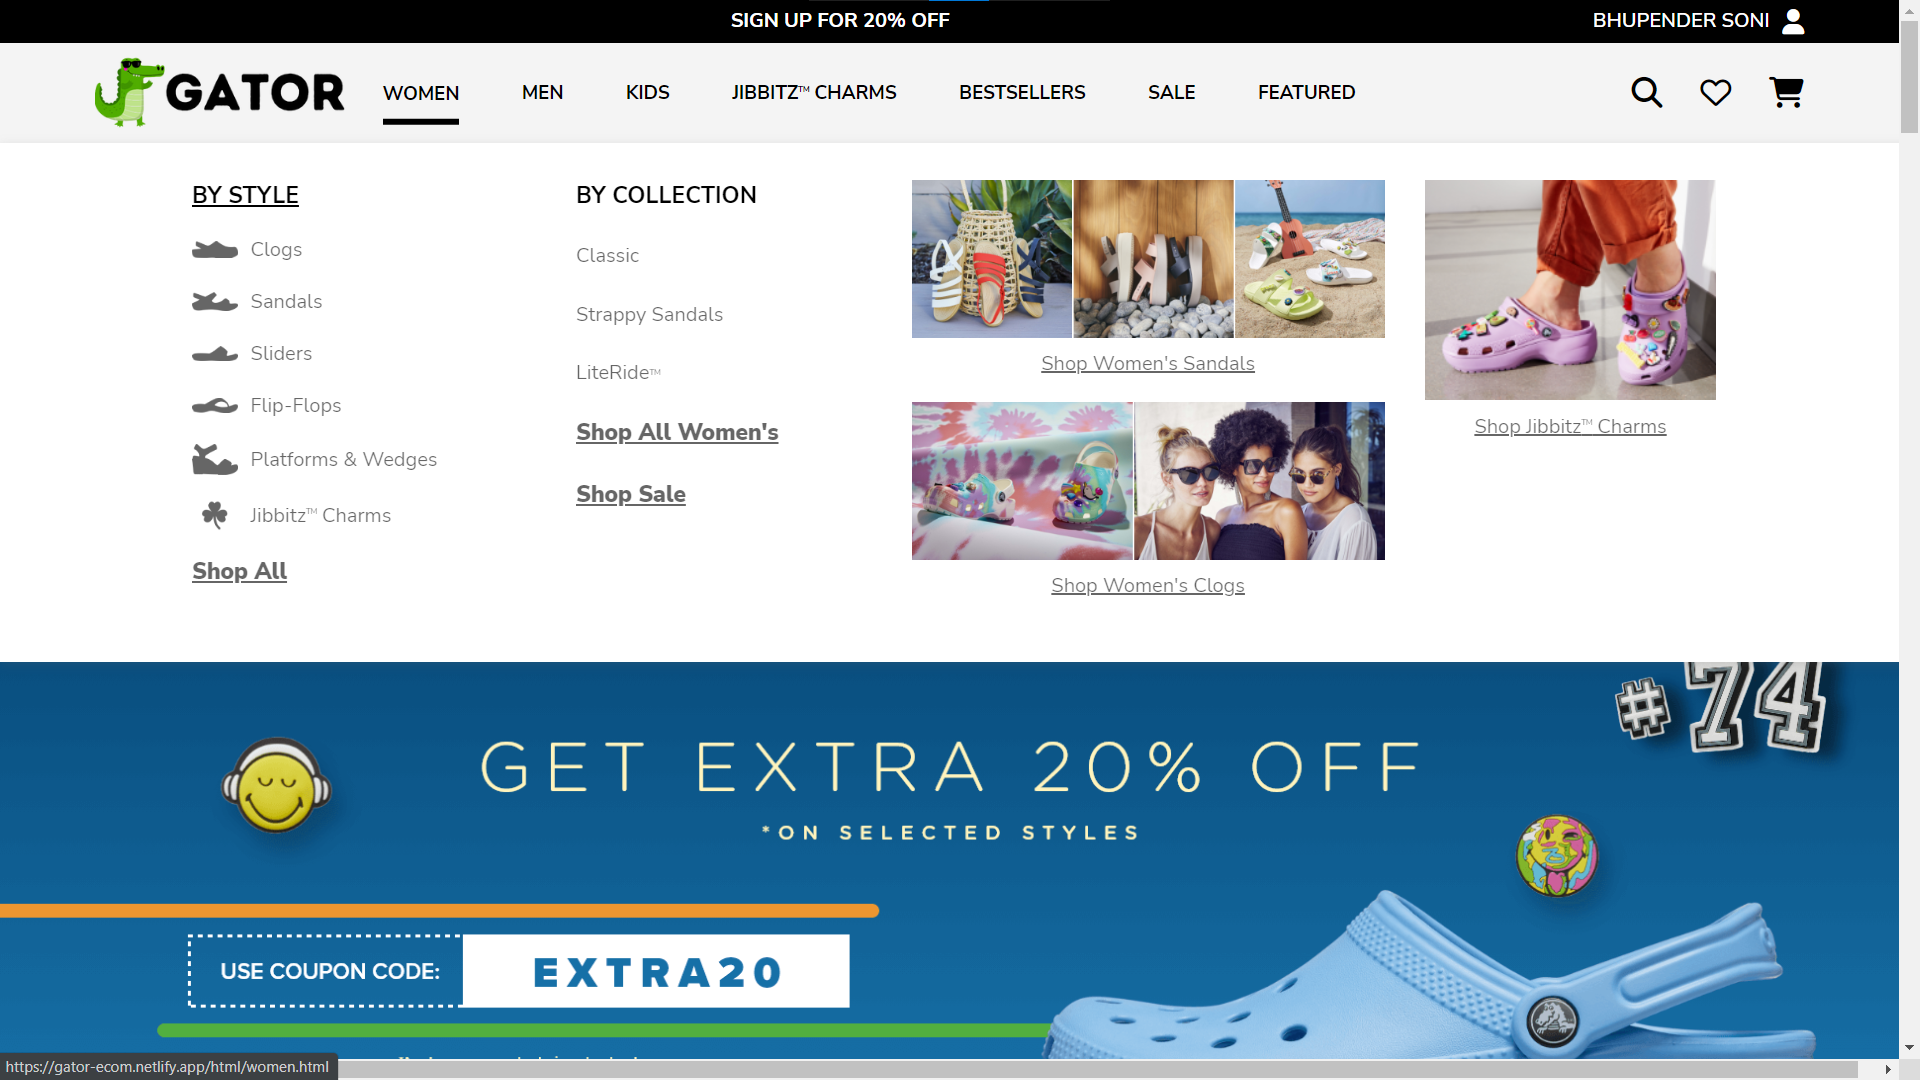 SIGN UP FOR 20% OFF
BHUPENDER SONI
GATOR
WOMEN
MEN
KIDS
JIBBITZ™ CHARMS
BESTSELLERS
SALE
FEATURED
BY STYLE
Clogs
Sandals
Sliders
Flip-Flops
Platforms & Wedges
Jibbitz™ Charms
Shop All
BY COLLECTION
Classic
Strappy Sandals
LiteRide™
Shop All Women's
Shop Sale
Shop Women's Sandals
Shop Women's Clogs
Shop Jibbitz™ Charms
#74
GET EXTRA 20% OFF
*ON SELECTED STYLES
USE COUPON CODE:
EXTRA20
https://gator-ecom.netlify.app/html/women.html